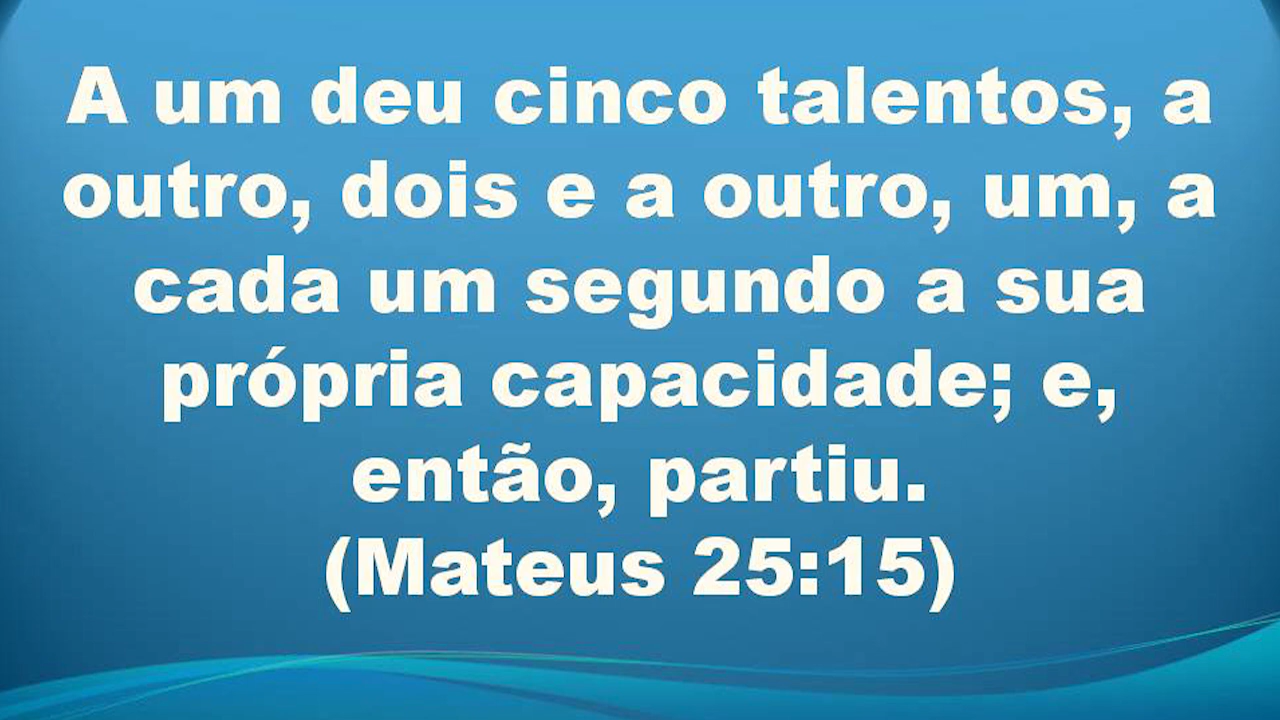 A um deu cinco talentos, a
outro, dois e a outro, um, a
cada um segundo a sua
própria capacidade; e,
então, partiu.
(Mateus 25:15)